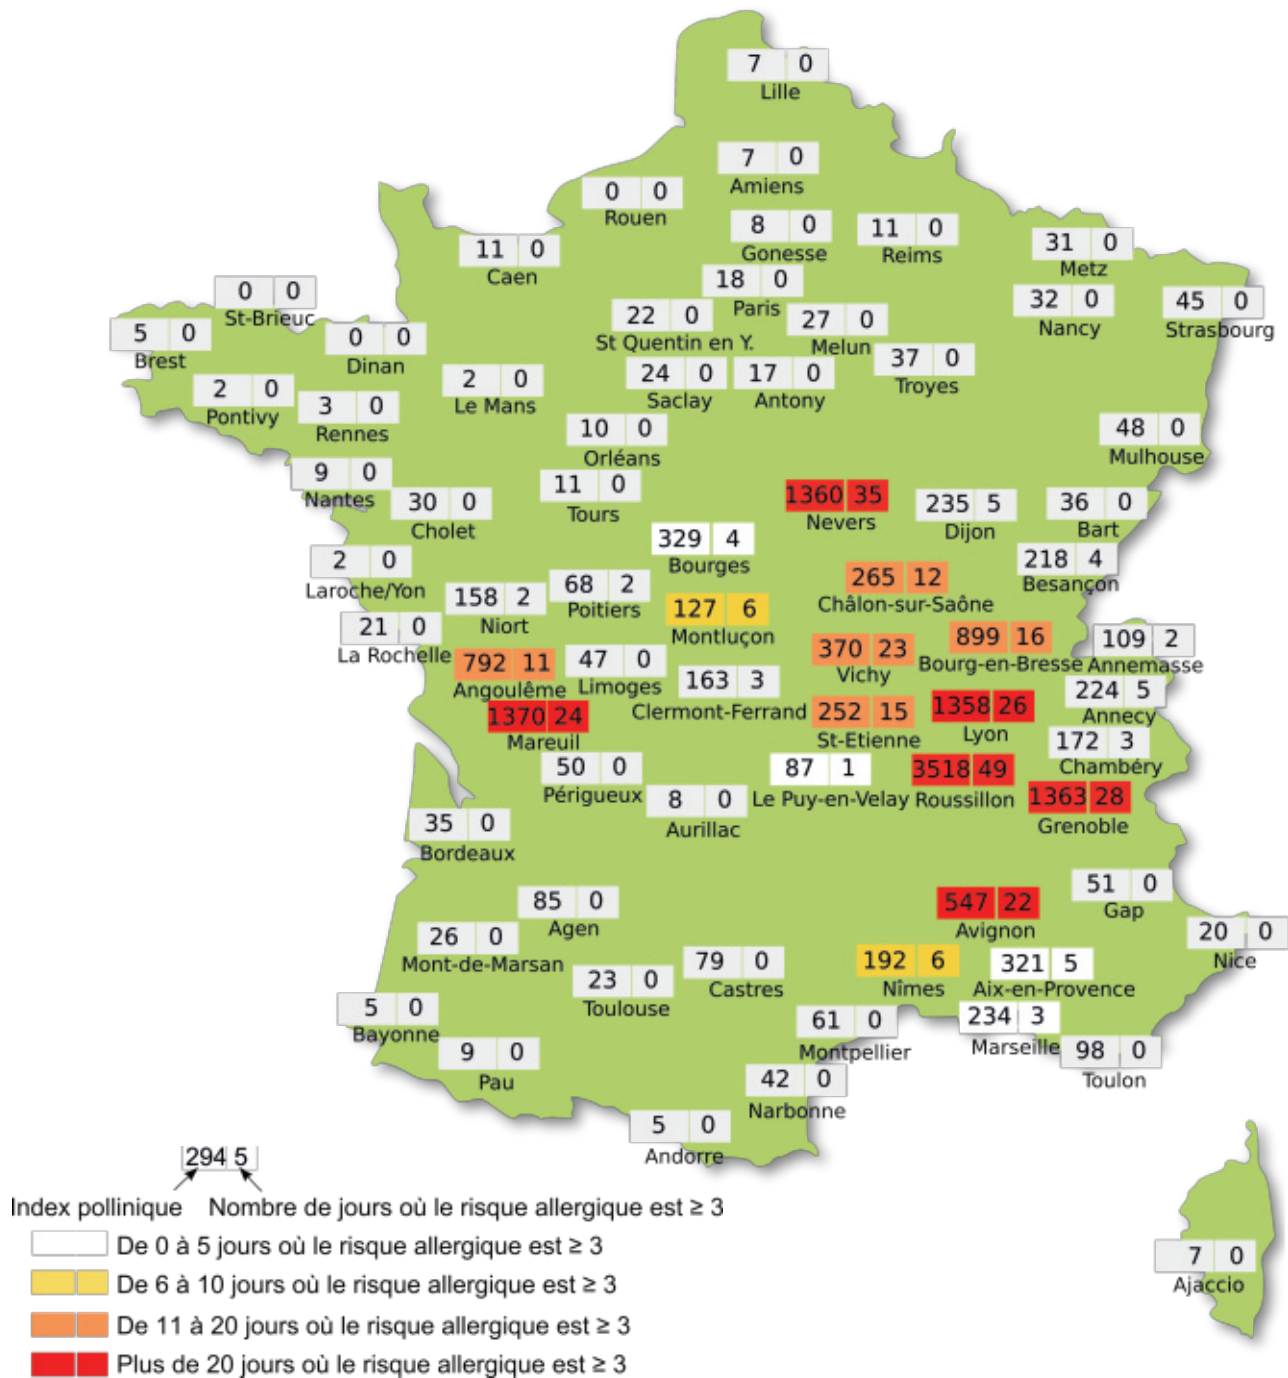 7 0
Lille
7 0
Amiens
0 0
Rouen
8 0
Gonesse
11 0
Reims
31 0
Metz
11 0
Caen
18 0
Paris
0 0
St-Brieuc
32 0
Nancy
45 0
Strasbourg
22 0
St Quentin en Y.
27 0
Melun
5 0
Brest
0 0
Dinan
37 0
Troyes
24 0
Saclay
17 0
Antony
2 0
Le Mans
2 0
Pontivy
3 0
Rennes
10 0
Orléans
48 0
Mulhouse
9 0
Nantes
11 0
Tours
30 0
Cholet
1360 35
Nevers
235 5
Dijon
36 0
Bart
329 4
Bourges
218 4
Besançon
2 0
Laroche/Yon
265 12
Châlon-sur-Saône
68 2
Poitiers
158 2
Niort
127 6
Montluçon
21 0
La Rochelle
370 23
Vichy
899 16
Bourg-en-Bresse
109 2
Annemasse
792 11
Angoulême
47 0
Limoges
163 3
Clermont-Ferrand
224 5
Annecy
1370 24
Mareuil
252 15
St-Etienne
1358 26
Lyon
172 3
Chambéry
50 0
Périgueux
87 1
Le Puy-en-Velay
3518 49
Roussillon
8 0
Aurillac
1363 28
Grenoble
35 0
Bordeaux
51 0
Gap
85 0
Agen
547 22
Avignon
26 0
Mont-de-Marsan
20 0
Nice
79 0
Castres
192 6
Nîmes
321 5
Aix-en-Provence
23 0
Toulouse
5 0
Bayonne
61 0
Montpellier
234 3
Marseille
9 0
Pau
98 0
Toulon
42 0
Narbonne
5 0
Andorre
294 5
Index pollinique Nombre de jours où le risque allergique est ≥ 3
De 0 à 5 jours où le risque allergique est ≥ 3
De 6 à 10 jours où le risque allergique est ≥ 3
De 11 à 20 jours où le risque allergique est ≥ 3
Plus de 20 jours où le risque allergique est ≥ 3
7 0
Ajaccio